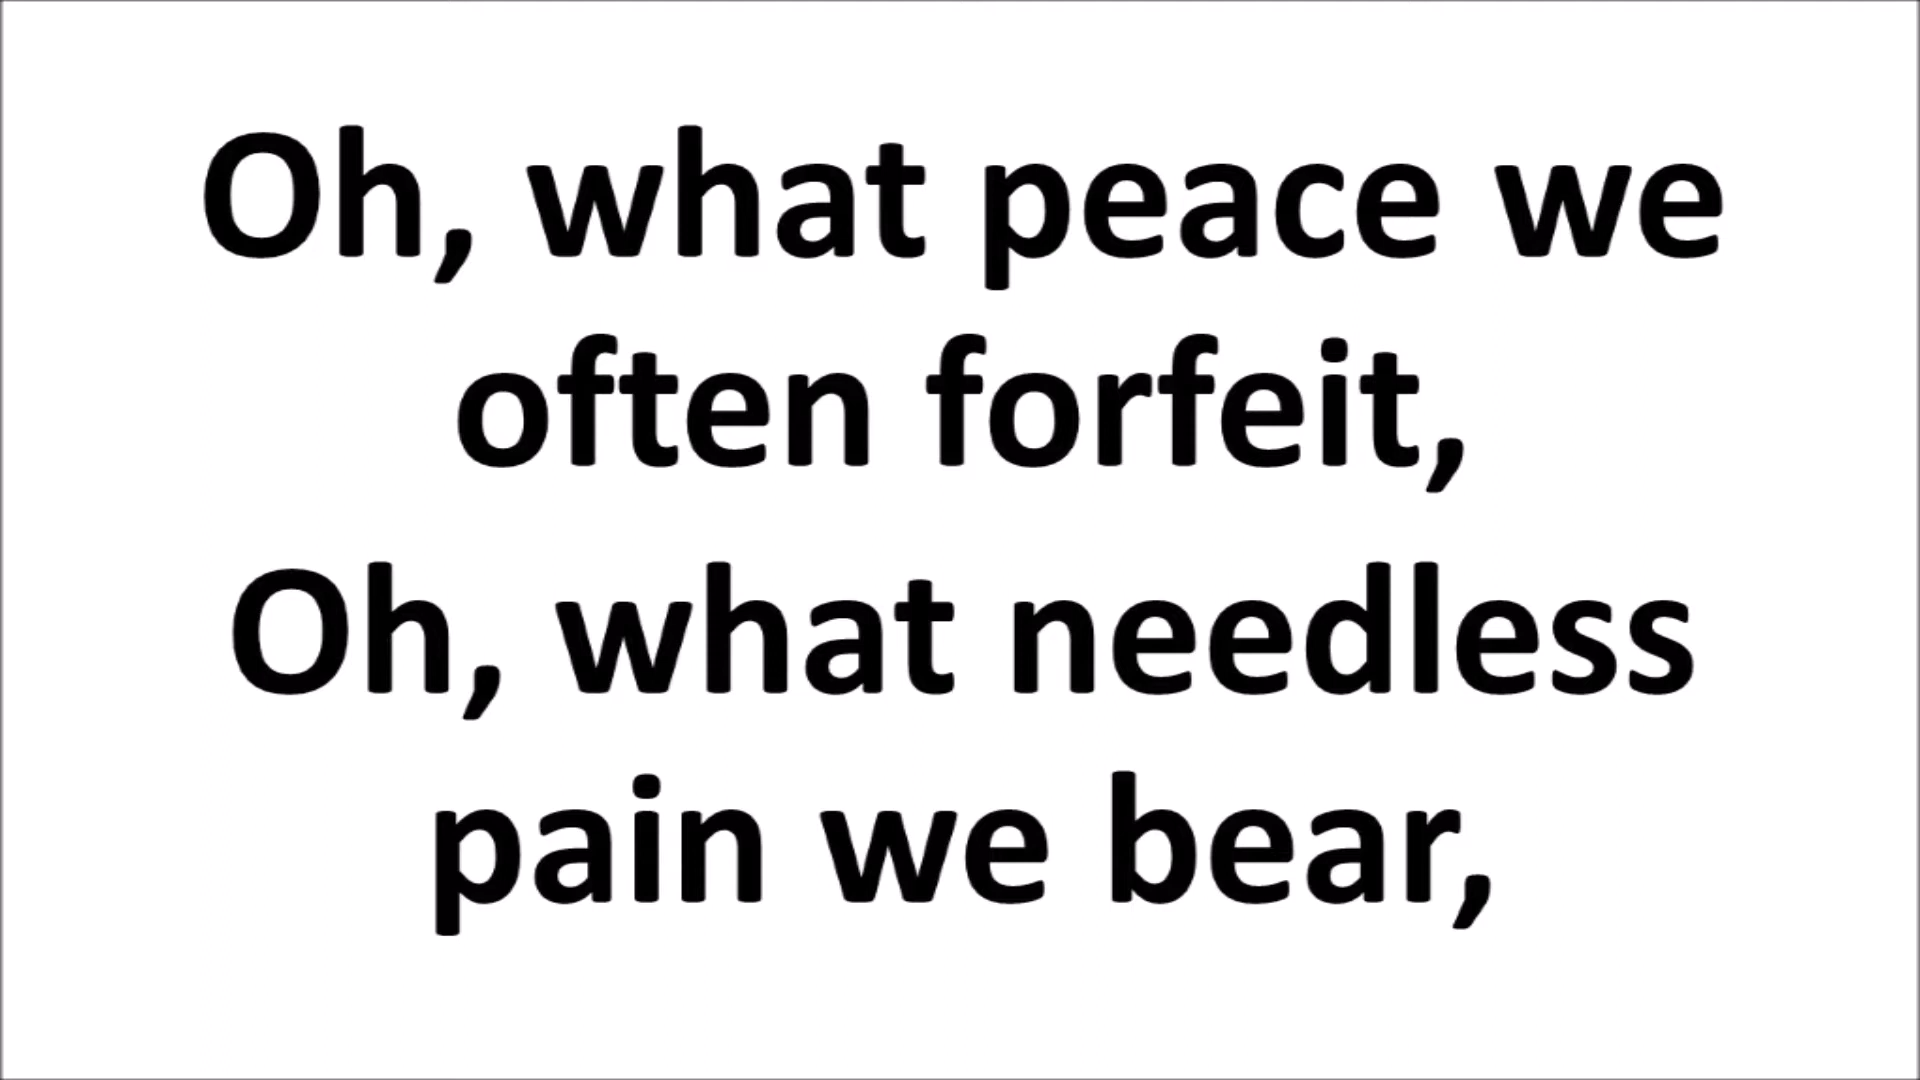 Oh, what peace we
often forfeit,
Oh, what needless
pain we bear,